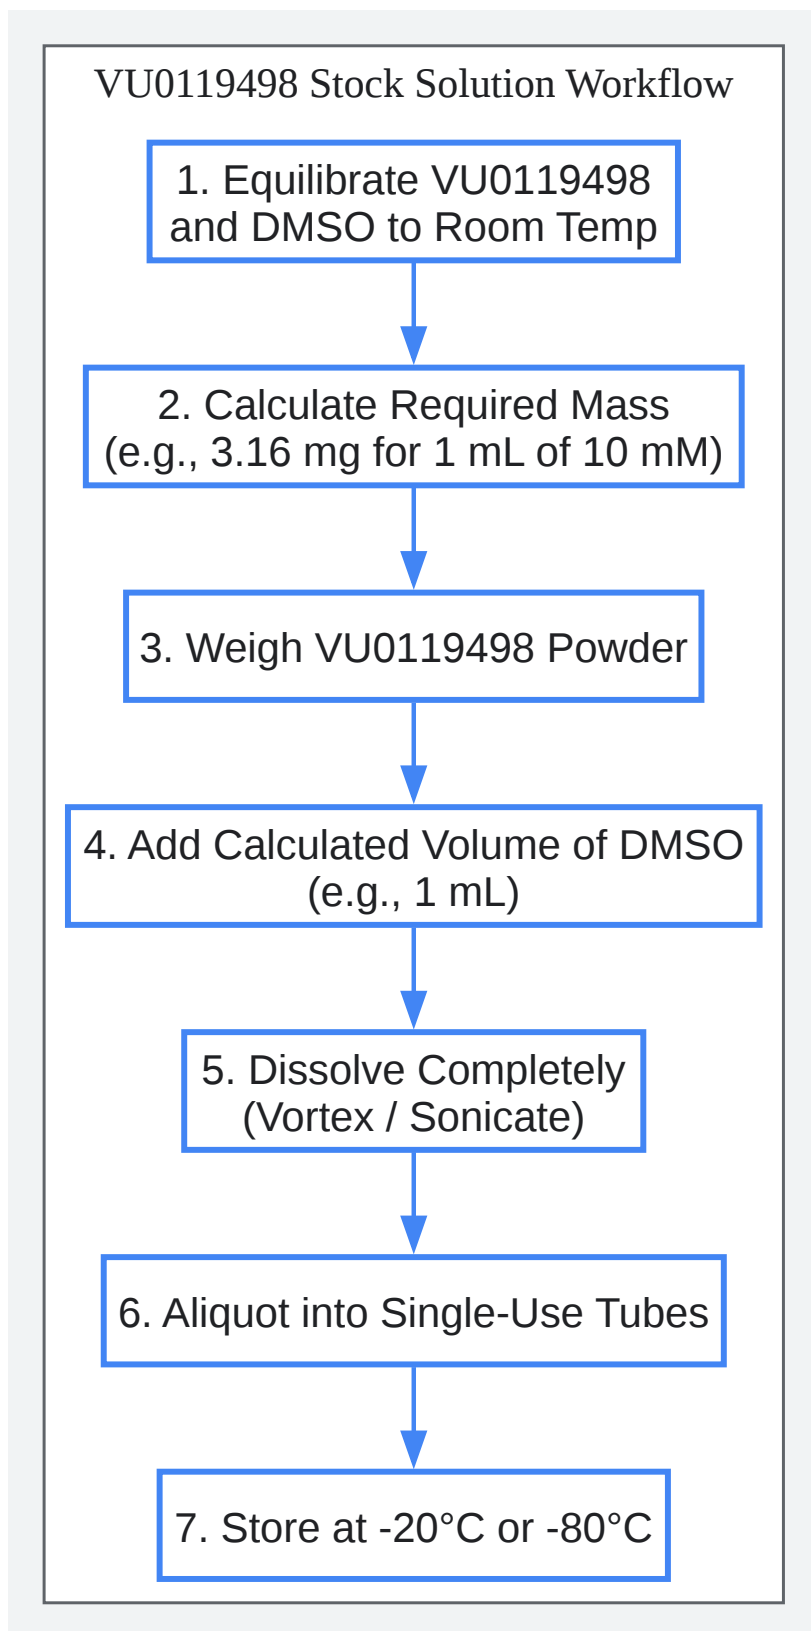 VU0119498 Stock Solution Workflow
1. Equilibrate VU0119498
and DMSO to Room Temp
2. Calculate Required Mass
(e.g., 3.16 mg for 1 mL of 10 mM)
3. Weigh VU0119498 Powder
4. Add Calculated Volume of DMSO
(e.g., 1 mL)
5. Dissolve Completely
(Vortex / Sonicate)
6. Aliquot into Single-Use Tubes
7. Store at -20°C or -80°C